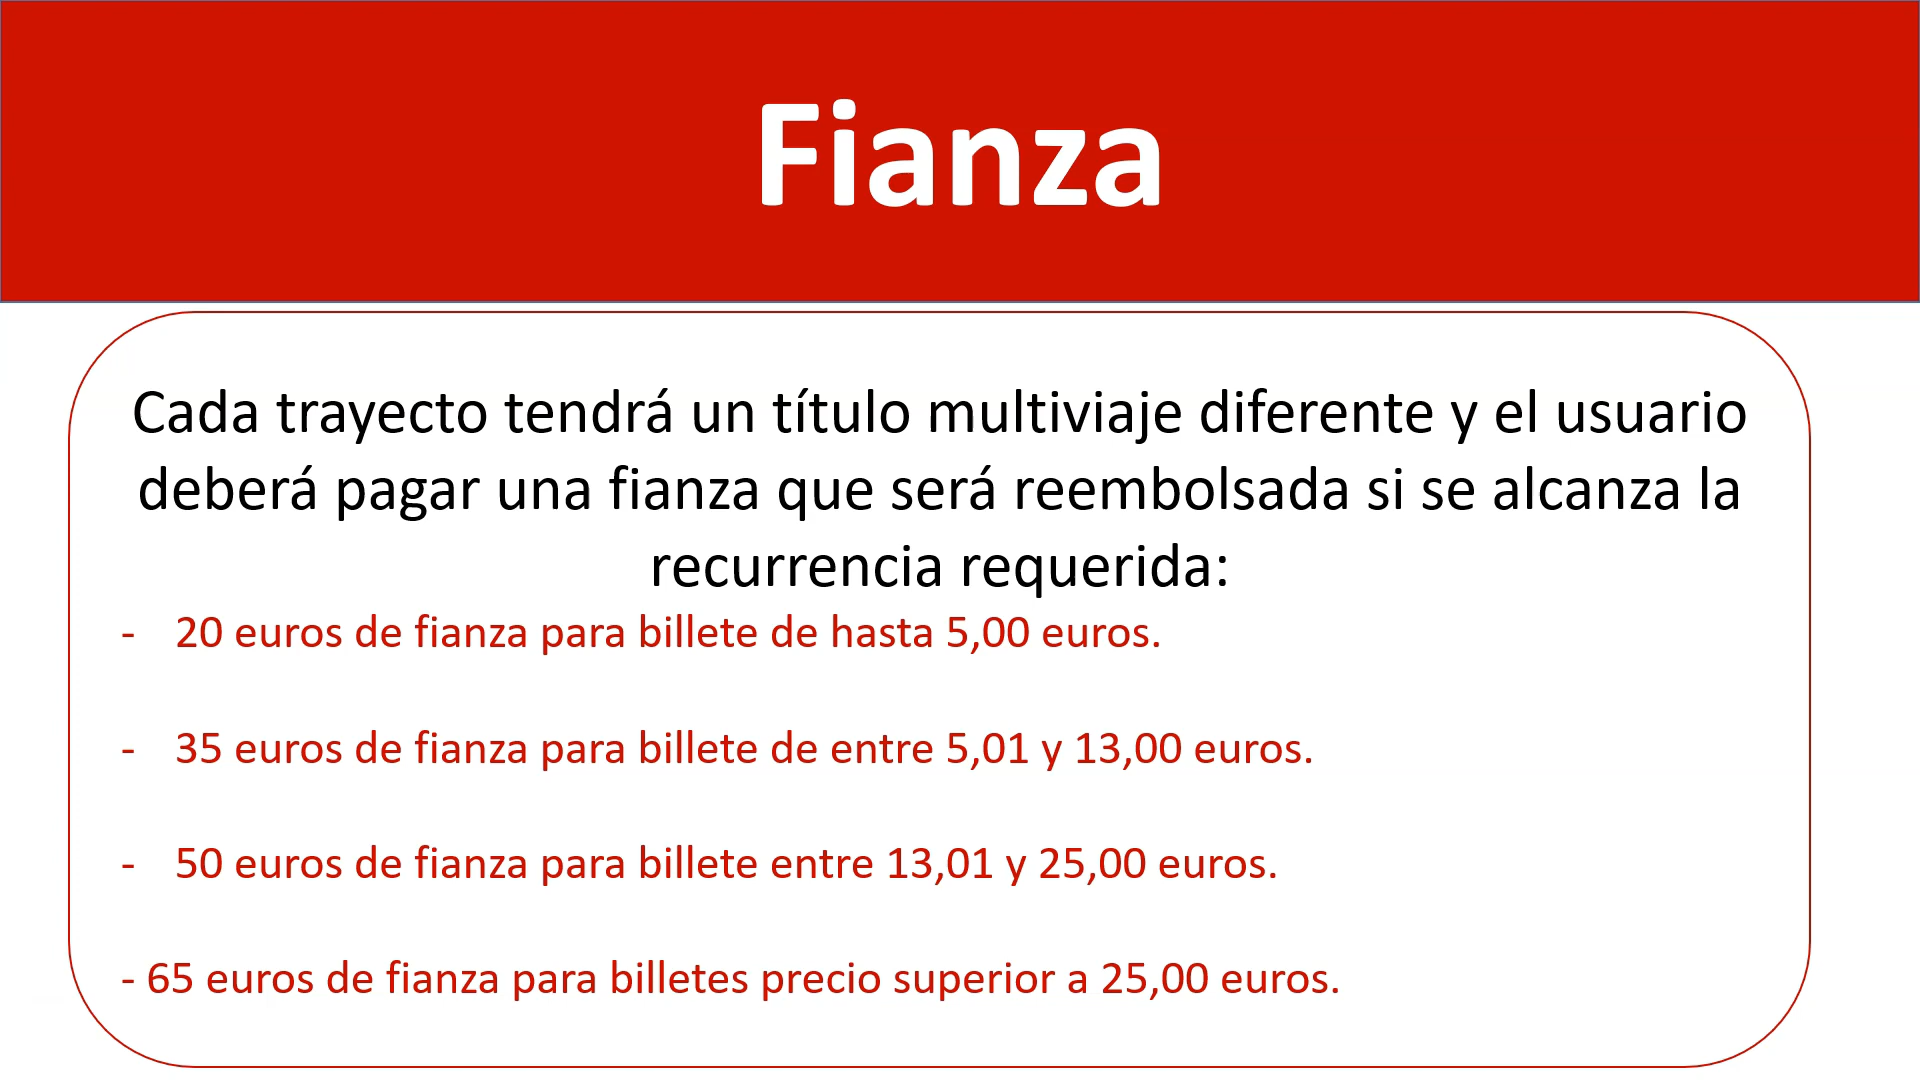 Fianza
Cada trayecto tendrá un título multiviaje diferente y el usuario
deberá pagar una fianza que será reembolsada si se alcanza la
recurrencia requerida:
- 20 euros de fianza para billete de hasta 5,00 euros.
- 35 euros de fianza para billete de entre 5,01 y 13,00 euros.
- 50 euros de fianza para billete entre 13,01 y 25,00 euros.
- 65 euros de fianza para billetes precio superior a 25,00 euros.